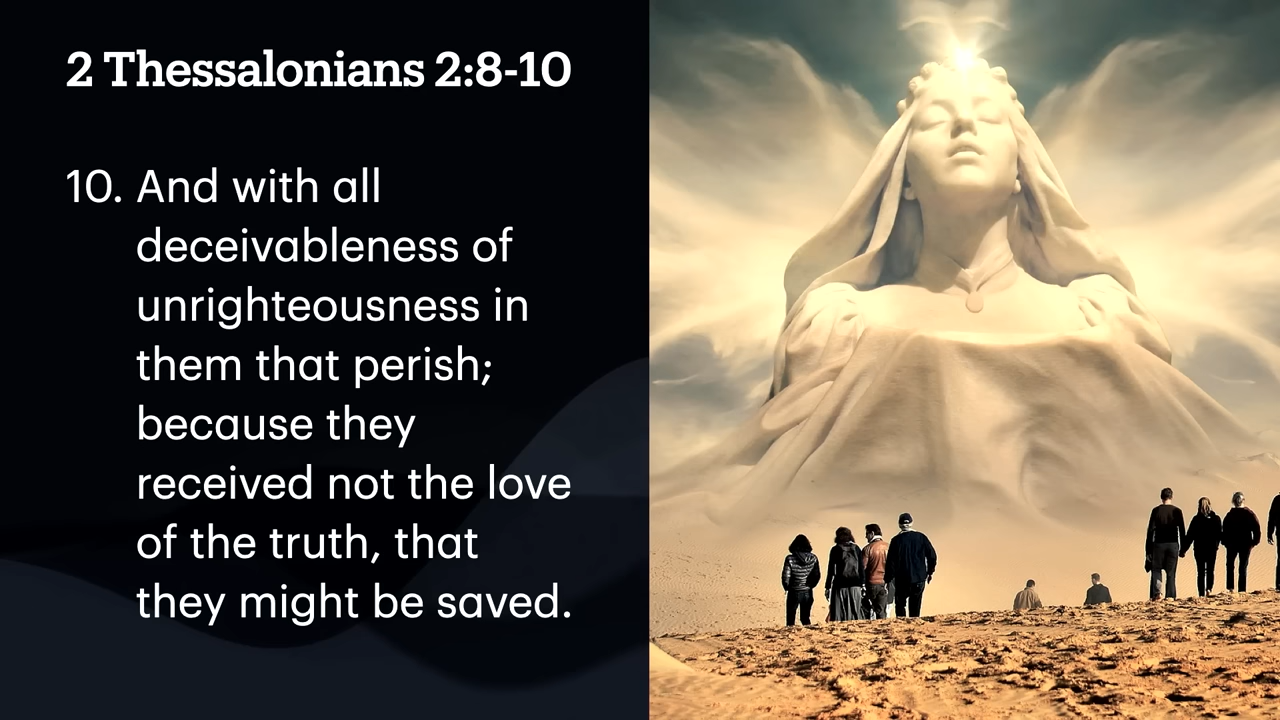 2 Thessalonians 2:8-10
10. And with all
deceivableness of
unrighteousness in
them that perish;
because they
received not the love
of the truth, that
they might be saved.